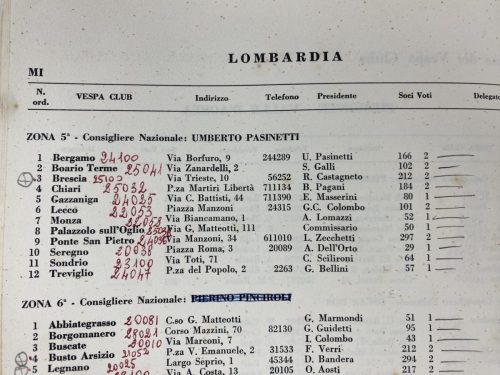 LOMBARDIA
MI
N. ord. VESPA CLUB Indirizzo Telefono Presidente Soci Voti
ZONA 5ª - Consigliere Nazionale: UMBERTO PASINETTI
1 Bergamo 24100 Via Borfuro, 9 244289 U. Pasinetti 166 2
2 Boario Terme 25041 Via Zanardelli, 2 S. Galli 102 2
3 Brescia 25100 Via Trieste, 10 56252 R. Castagneto 212 2
4 Chiari 25032 P.za Martiri Libertà 711134 B. Pagani 184 2
5 Gazzaniga 24025 Via C. Battisti, 44 711390 E. Masserini 80 1
6 Lecco 22053 Piazza Manzoni 24315 G.C. Colombo 101 2
7 Monza Via Biancamano, 1 A. Lomazzi 52 1
8 Palazzolo sull'Oglio Via G. Matteotti, 111 Commissario 50 1
9 Ponte San Pietro 24036 Via Manzoni, 34 611010 L. Zecchetti 297 2
10 Seregno 20038 Piazza Roma, 3 20089 A. Dell'Orto 29 1
11 Sondrio 23100 Via Toti, 71 C. Scilironi 64 1
12 Treviglio 24047 P.za del Popolo, 2 2263 G. Bellini 57 1
ZONA 6ª - Consigliere Nazionale: PIERINO PINCIROLI
1 Abbiategrasso 20081 C.so G. Matteotti G. Marmondi 51 1
2 Borgomanero 28021 Corso Mazzini, 70 82130 G. Guidetti 95 1
3 Buscate 20010 Via Marconi, 7 I. Colombo 43 1
4 Busto Arsizio 21052 P.za V. Emanuele, 2 31533 F. Verri 212 2
5 Legnano 20025 Largo Seprio, 1 45346 D. Bandera 294 2
Via A. Costa, 13 20105 O. Aosti 217 2